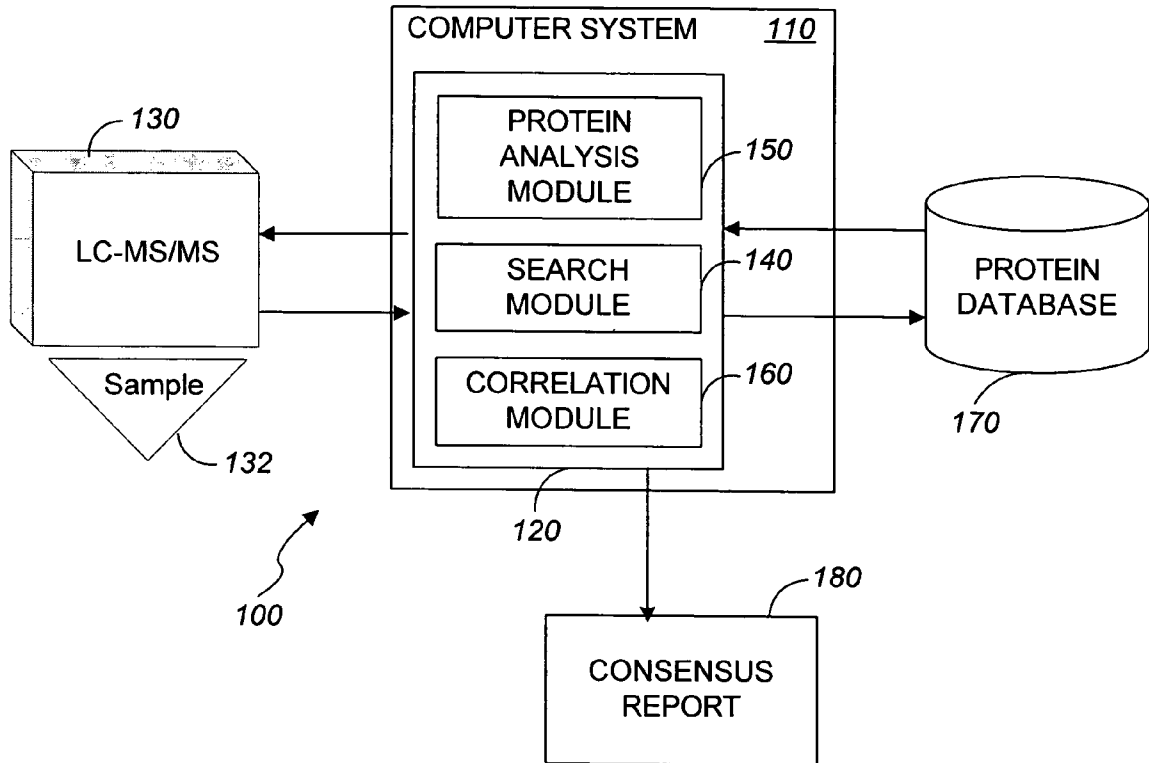 COMPUTER SYSTEM 110
130
PROTEIN
ANALYSIS
MODULE
150
LC-MS/MS
SEARCH
MODULE
140
PROTEIN
DATABASE
Sample
CORRELATION
MODULE
160
170
132
120
100
180
CONSENSUS
REPORT